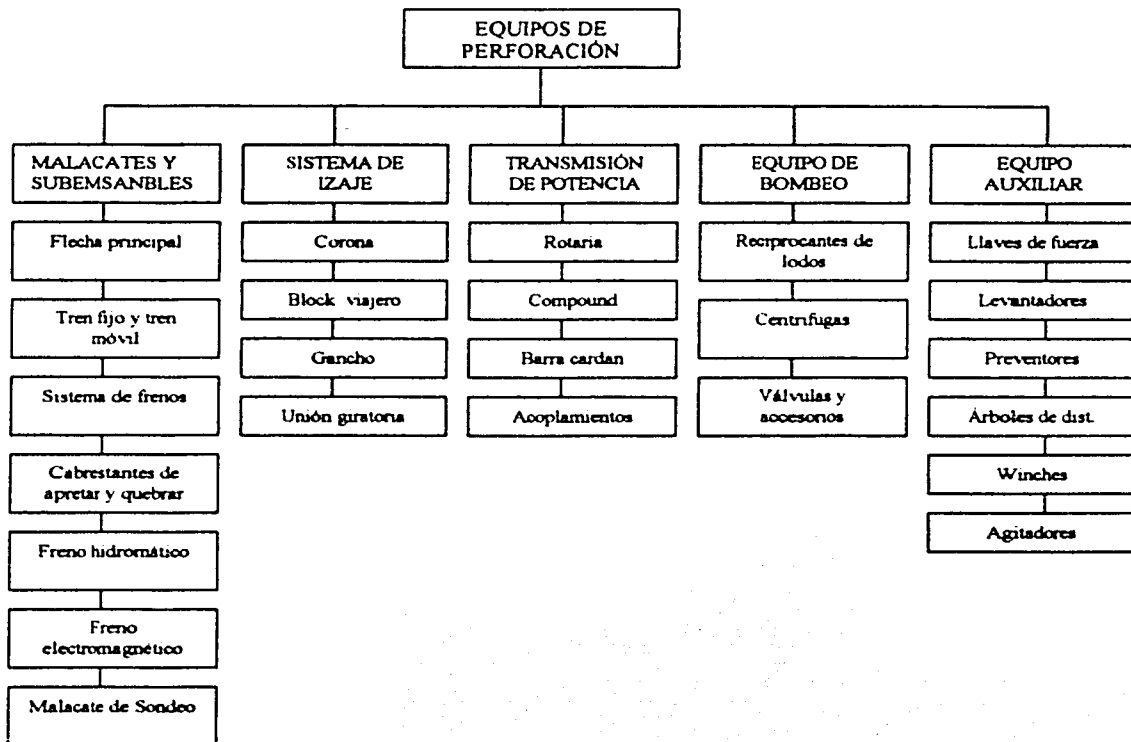 EQUIPOS DE
PERFORACIÓN
MALACATES Y
SUBEMSANBLES
Flecha principal
Tren fijo y tren
móvil
Sistema de frenos
Cabrestantes de
apretar y quebrar
Freno hidromático
Freno
electromagnético
Malacate de Sondeo
SISTEMA DE
IZAJE
Corona
Block viajero
Gancho
Unión giratoria
TRANSMISIÓN
DE POTENCIA
Rotaria
Compound
Barra cardan
Acoplamientos
EQUIPO DE
BOMBEO
Reciprocantes de
lodos
Centrifugas
Válvulas y
accesorios
EQUIPO
AUXILIAR
Llaves de fuerza
Levantadores
Preventores
Árboles de dist.
Winches
Agitadores